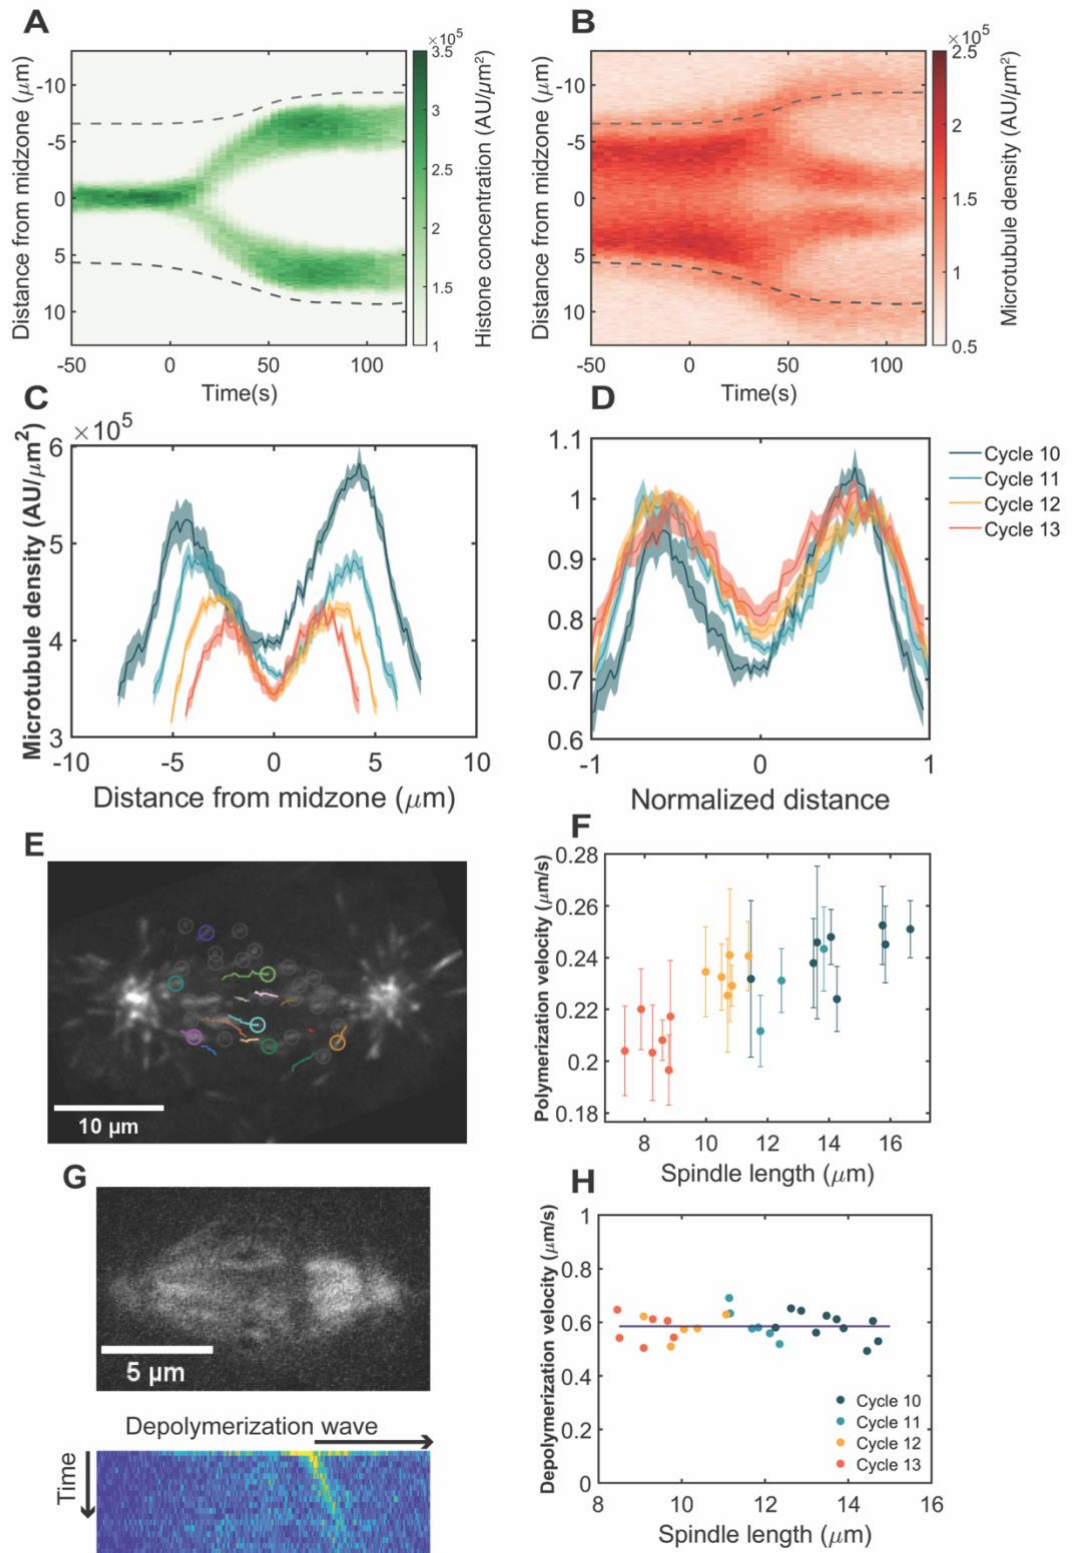 A
B
×10⁵
3.5
3
2.5
2
1.5
1
Histone concentration (AU/μm²)
-10
-5
0
5
10
Distance from midzone (μm)
-50 0 50 100
Time(s)
×10⁵
2.5
2
1.5
1
0.5
Microtubule density (AU/μm²)
-10
-5
0
5
10
Distance from midzone (μm)
-50 0 50 100
Time(s)
C
×10⁵
6
5
4
3
Microtubule density (AU/μm²)
-10 -5 0 5 10
Distance from midzone (μm)
D
1.1
1
0.9
0.8
0.7
0.6
-1 0 1
Normalized distance
Cycle 10
Cycle 11
Cycle 12
Cycle 13
E
10 μm
F
0.28
0.26
0.24
0.22
0.2
0.18
Polymerization velocity (μm/s)
8 10 12 14 16
Spindle length (μm)
G
5 μm
Depolymerization wave
Time
H
1
0.8
0.6
0.4
0.2
0
Depolymerization velocity (μm/s)
Cycle 10
Cycle 11
Cycle 12
Cycle 13
8 10 12 14 16
Spindle length (μm)